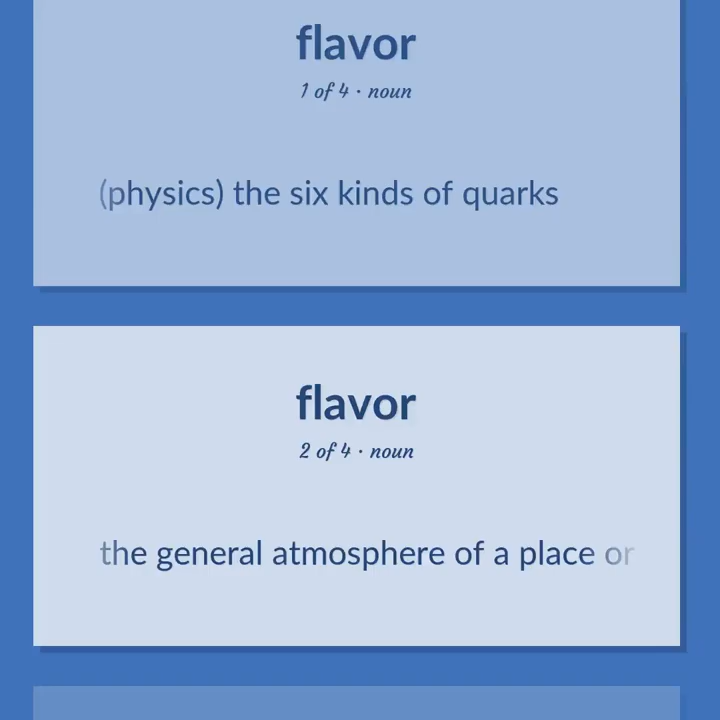 flavor
1 of 4 · noun
(physics) the six kinds of quarks
flavor
2 of 4 · noun
the general atmosphere of a place or